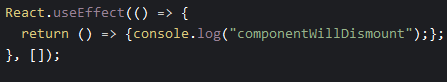 React.useEffect(() => {
  return () => {console.log("componentWillDismount");};
}, []);